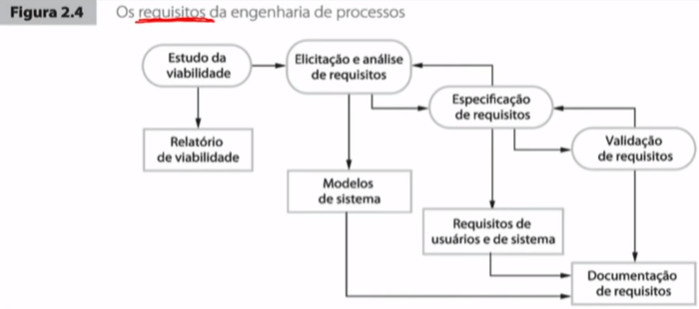 Figura 2.4
Os requisitos da engenharia de processos
Estudo da
viabilidade
Elicitação e análise
de requisitos
Especificação
de requisitos
Validação
de requisitos
Relatório
de viabilidade
Modelos
de sistema
Requisitos de
usuários e de sistema
Documentação
de requisitos